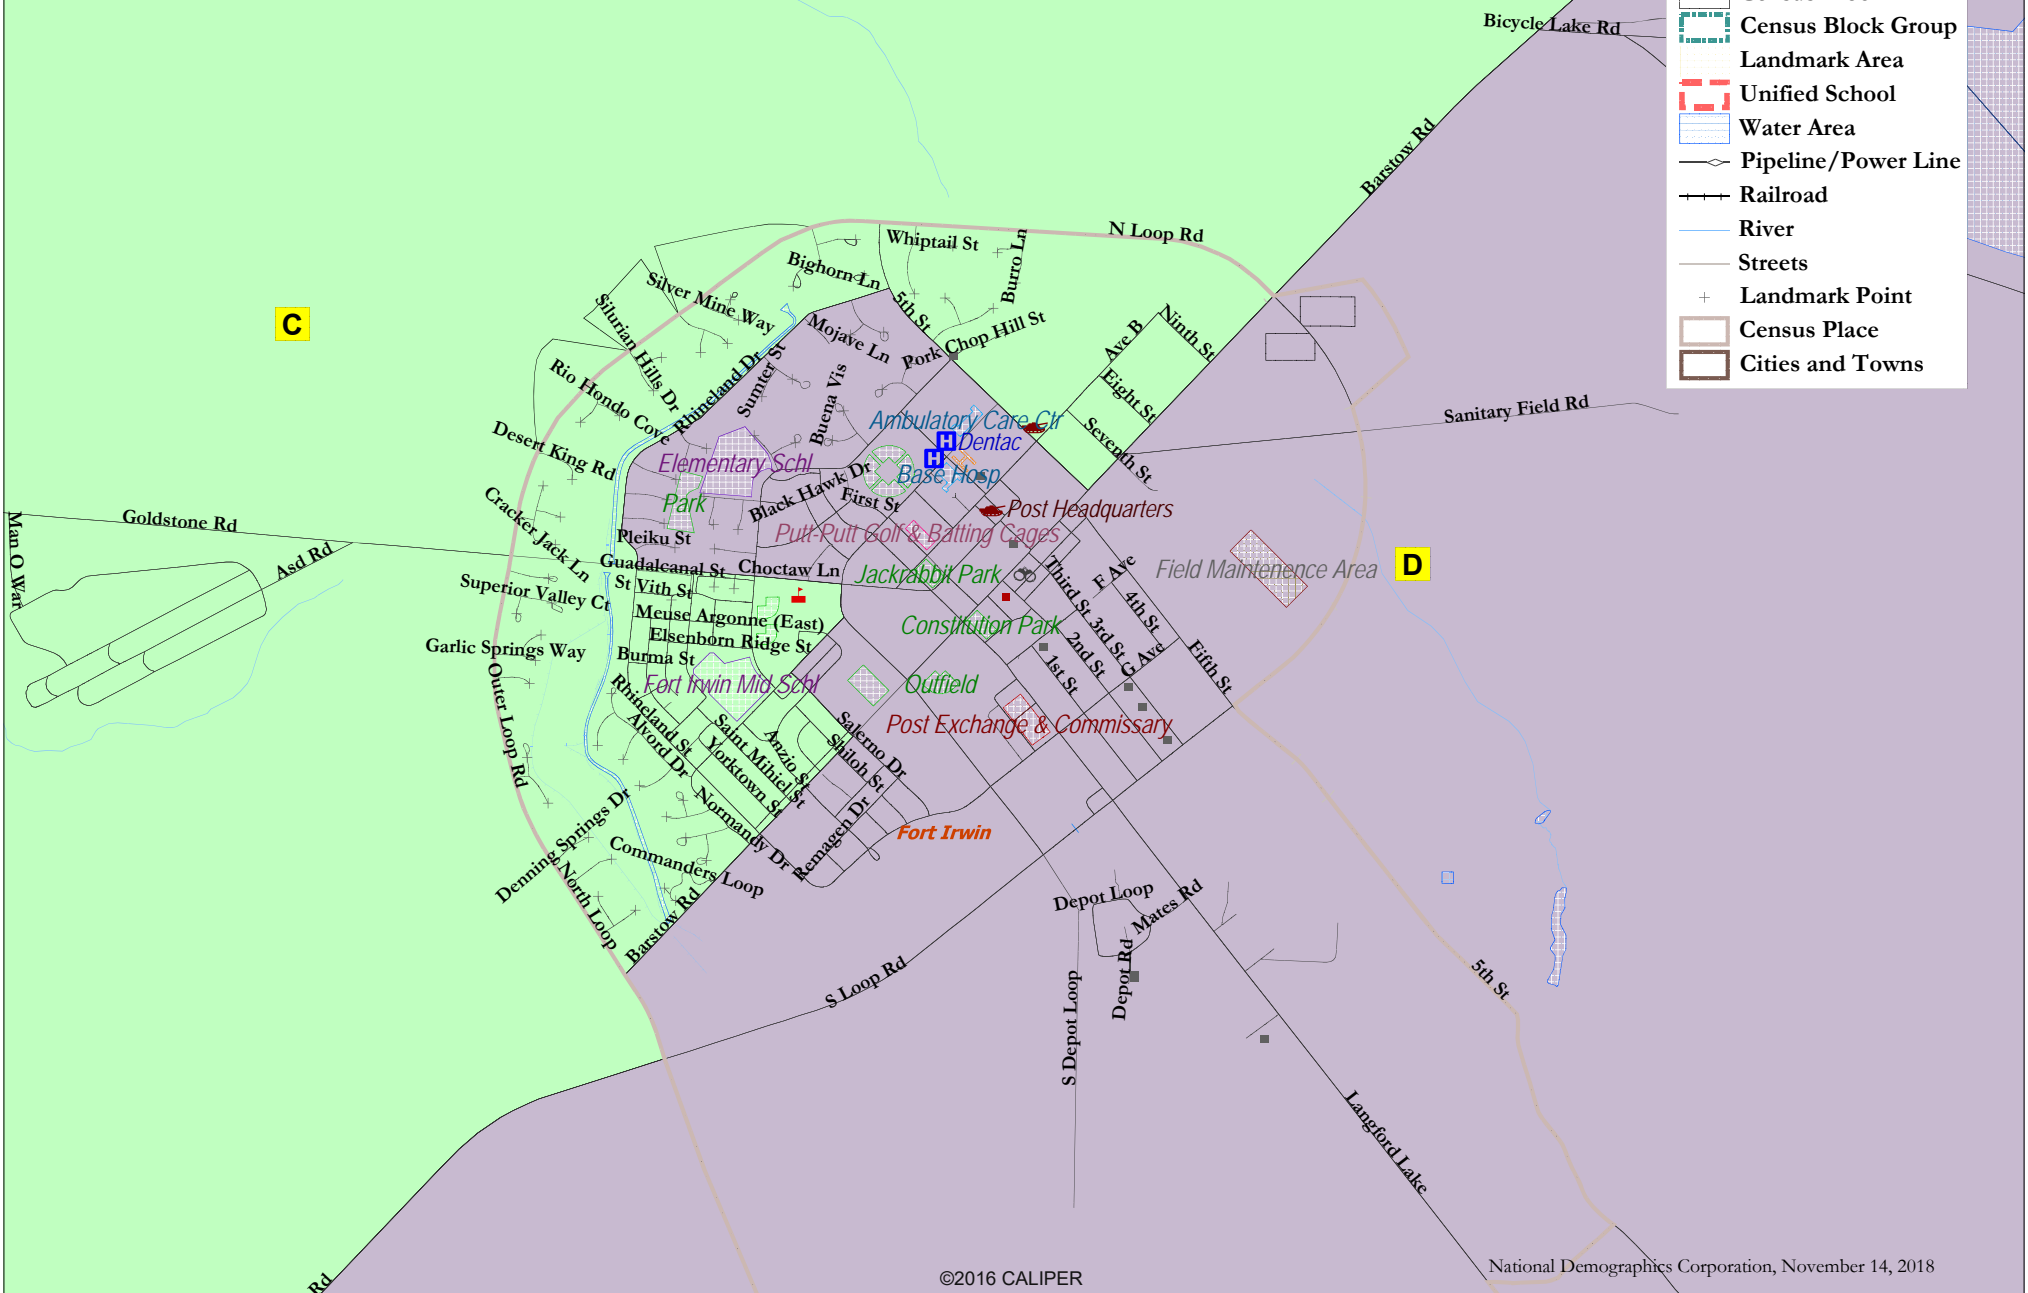 Bicycle Lake Rd
Census Block Group
Landmark Area
Unified School
Water Area
Pipeline/Power Line
Railroad
River
Streets
Landmark Point
Census Place
Cities and Towns
Barstow Rd
N Loop Rd
Whiptail St
Burro Ln
Bighorn Ln
Silver Mine Way
5th St
C
Silurian Hills Dr
Mojave Ln
Pork Chop Hill St
Ave B
Ninth St
Rhineland Dr
Sumter St
Buena Vis
Eight St
Rio Hondo Cove
Sanitary Field Rd
Ambulatory Care Ctr
H
Dentac
H
Base Hosp
Seventh St
Desert King Rd
Elementary Schl
Black Hawk Dr
Park
First St
Post Headquarters
Cracker Jack Ln
Goldstone Rd
Man O War
Asd Rd
Pleiku St
Putt-Putt Golf & Batting Cages
Guadalcanal St
Choctaw Ln
Jackrabbit Park
Third St
F Ave
Field Maintenence Area
D
Superior Valley Ct
St Vith St
Meuse Argonne (East)
Constitution Park
4th St
3rd St
2nd St
G Ave
Elsenborn Ridge St
Garlic Springs Way
Burma St
1st St
Fifth St
Fort Irwin Mid Schl
Outfield
Outer Loop Rd
Rhineland St
Alvord Dr
Saint Mihiel St
Yorktown St
Anzio St
Salerno Dr
Shiloh St
Post Exchange & Commissary
Normandy Dr
Remagen Dr
Fort Irwin
Denning Springs Dr
Commanders Loop
North Loop
Barstow Rd
Depot Loop
Mates Rd
Depot Rd
S Loop Rd
S Depot Loop
5th St
Langford Lake
Rd
©2016 CALIPER
National Demographics Corporation, November 14, 2018